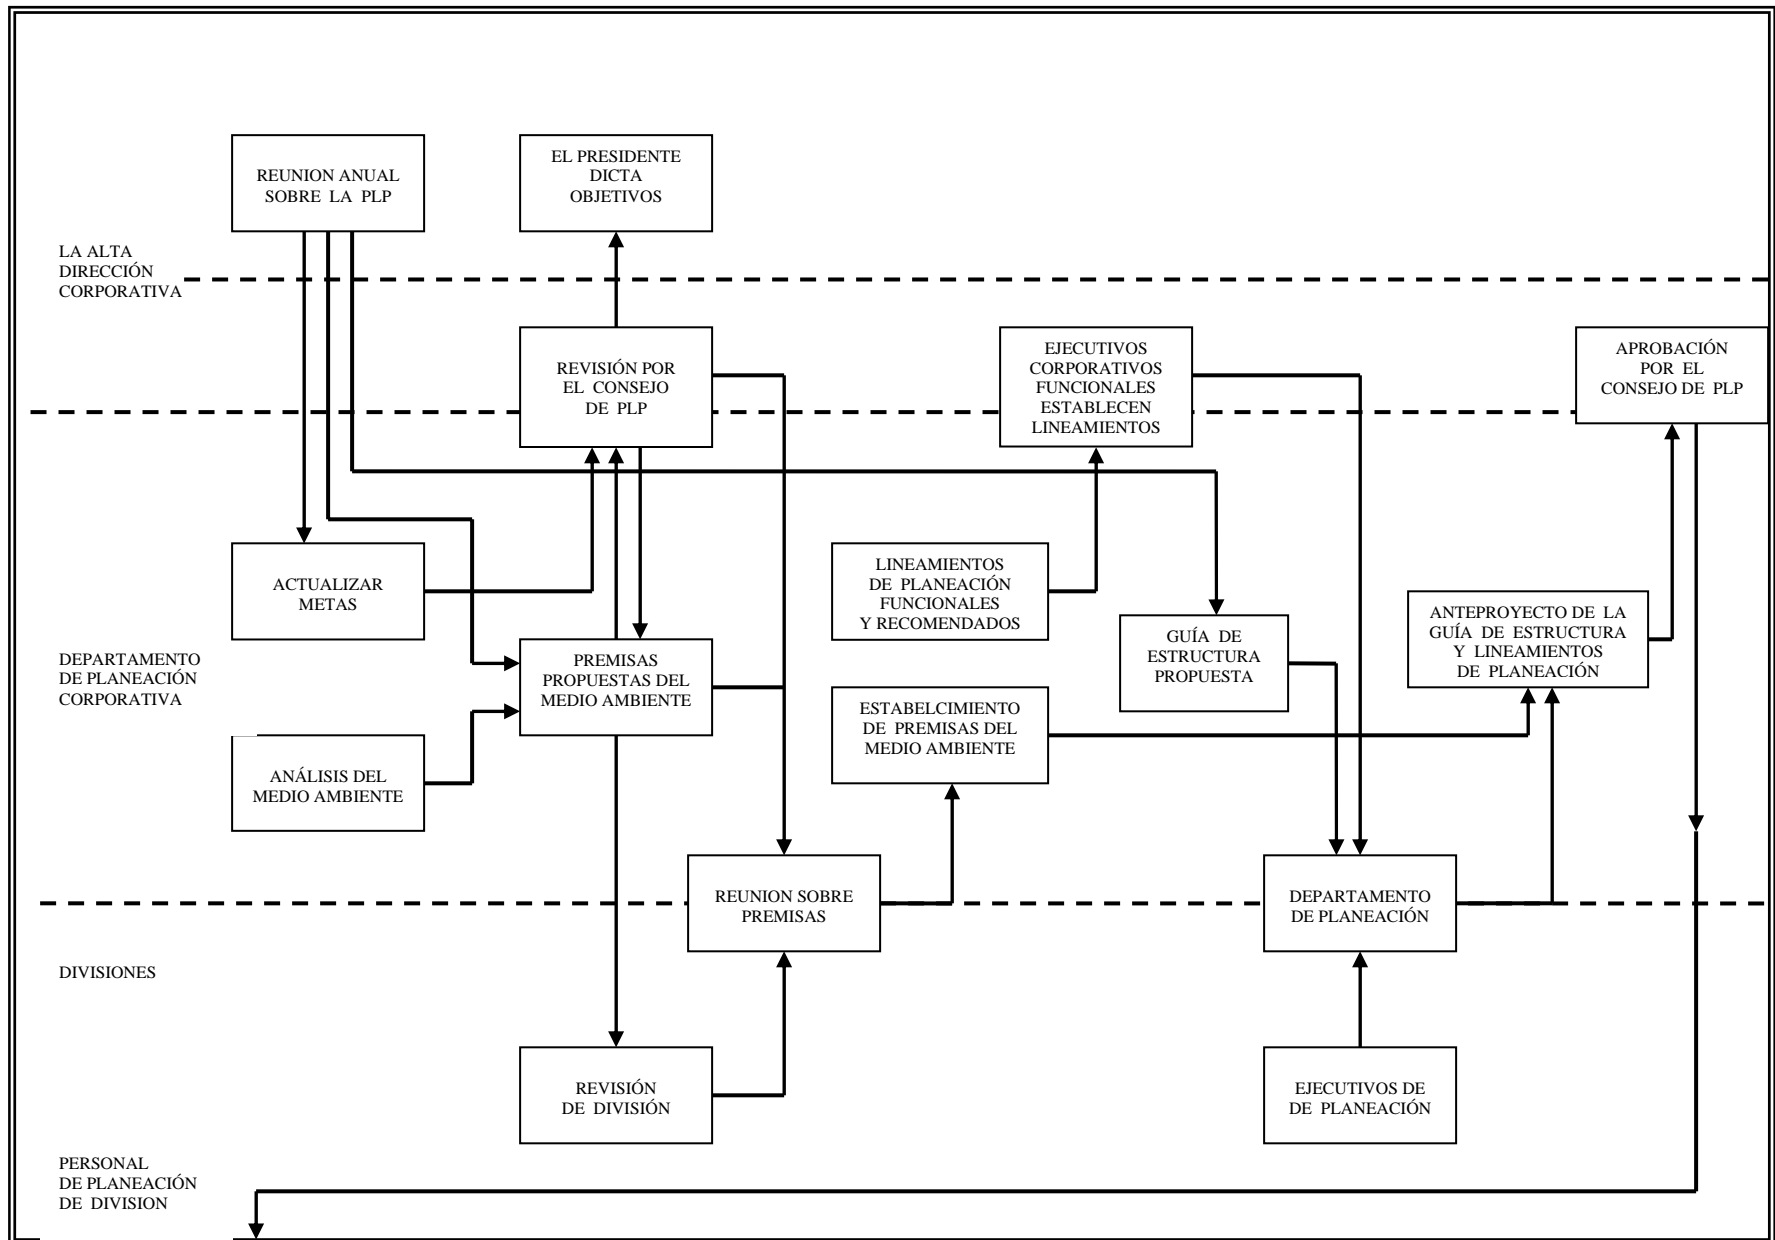 REUNION ANUAL
SOBRE LA PLP
EL PRESIDENTE
DICTA
OBJETIVOS
LA ALTA
DIRECCIÓN
CORPORATIVA
REVISIÓN POR
EL CONSEJO
DE PLP
EJECUTIVOS
CORPORATIVOS
FUNCIONALES
ESTABLECEN
LINEAMIENTOS
APROBACIÓN
POR EL
CONSEJO DE PLP
ACTUALIZAR
METAS
LINEAMIENTOS
DE PLANEACIÓN
FUNCIONALES
Y RECOMENDADOS
GUÍA DE
ESTRUCTURA
PROPUESTA
ANTEPROYECTO DE LA
GUÍA DE ESTRUCTURA
Y LINEAMIENTOS
DE PLANEACIÓN
DEPARTAMENTO
DE PLANEACIÓN
CORPORATIVA
PREMISAS
PROPUESTAS DEL
MEDIO AMBIENTE
ESTABELCIMIENTO
DE PREMISAS DEL
MEDIO AMBIENTE
ANÁLISIS DEL
MEDIO AMBIENTE
REUNION SOBRE
PREMISAS
DEPARTAMENTO
DE PLANEACIÓN
DIVISIONES
REVISIÓN
DE DIVISIÓN
EJECUTIVOS DE
DE PLANEACIÓN
PERSONAL
DE PLANEACIÓN
DE DIVISION